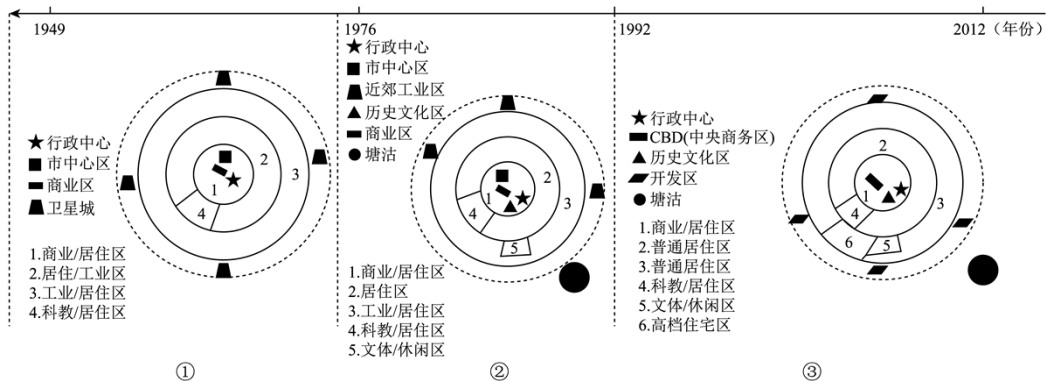 1949
1976
1992
2012（年份）
★行政中心
■市中心区
商业区
卫星城
1.商业/居住区
2.居住/工业区
3.工业/居住区
4.科教/居住区
1
2
3
4
①
★行政中心
■市中心区
近郊工业区
▲历史文化区
商业区
●塘沽
1.商业/居住区
2.居住区
3.工业/居住区
4.科教/居住区
5.文体/休闲区
1
2
3
4
5
②
★行政中心
CBD(中央商务区)
▲历史文化区
开发区
●塘沽
1.商业/居住区
2.普通居住区
3.普通居住区
4.科教/居住区
5.文体/休闲区
6.高档住宅区
2
1
3
4
6
5
③